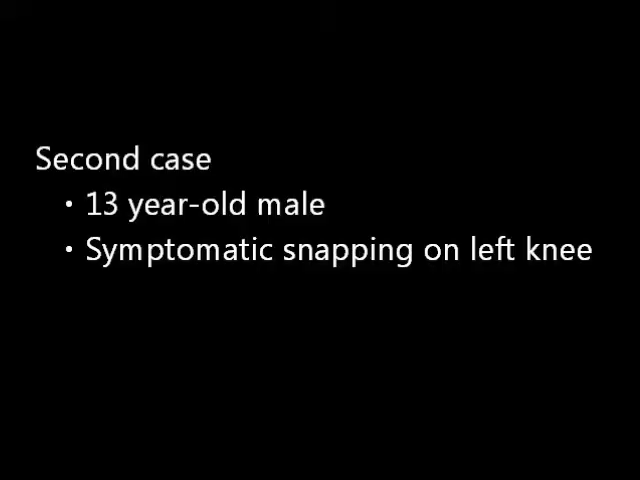 Second case
• 13 year-old male
• Symptomatic snapping on left knee